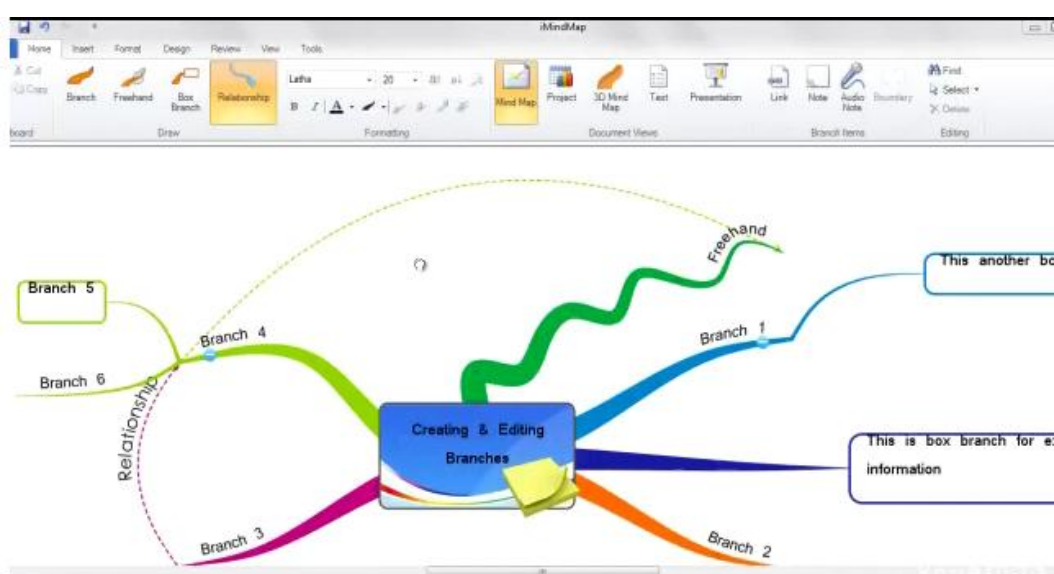 iMindMap
Home Insert Format Design Review View Tools
Cut
Copy
Branch Freehand Box Branch Relationship
Latha 20
B I A
Mind Map Project 3D Mind Map Text Presentation
Link Note Audio Note Boundary
Find
Select
Delete
board Draw Formatting Document Views Branch Items Editing
Freehand
This another bo
Branch 5
Branch 4
Branch 1
Branch 6
Relationship
Creating & Editing
Branches
This is box branch for ex
information
Branch 3
Branch 2